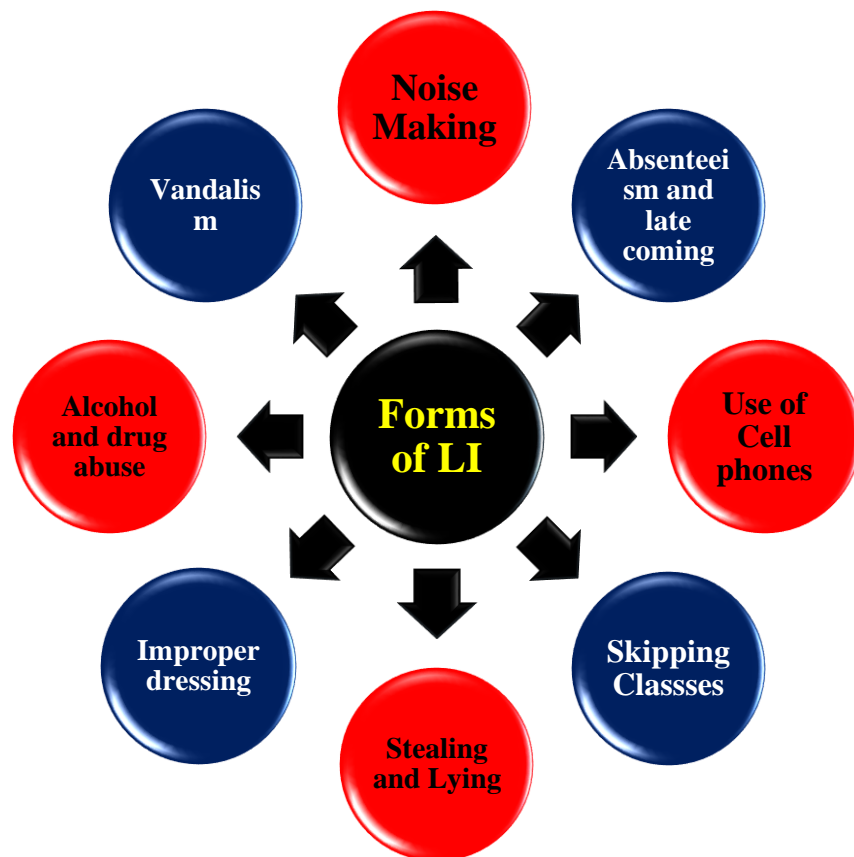 Noise
Making
Absenteei
sm and
late
coming
Use of
Cell
phones
Skipping
Classses
Stealing
and Lying
Improper
dressing
Alcohol
and drug
abuse
Vandalis
m
Forms
of LI